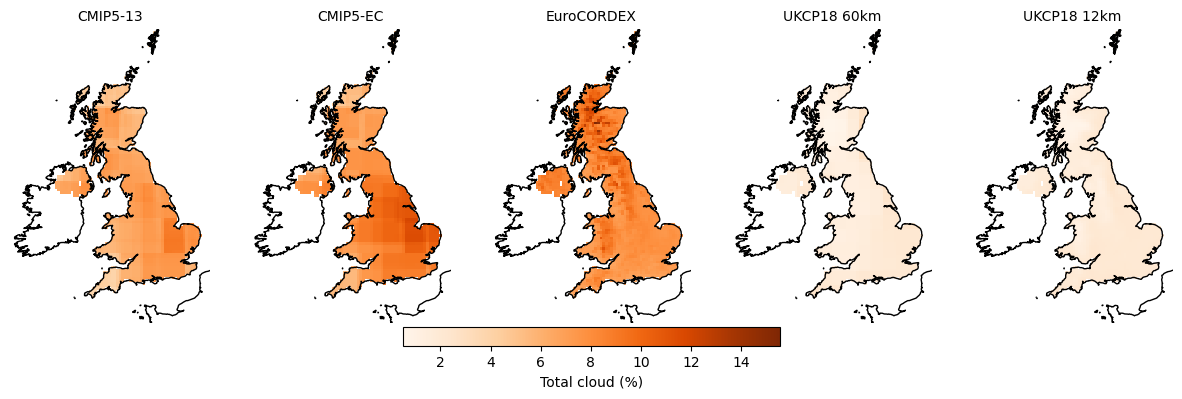 CMIP5-13 CMIP5-EC EuroCORDEX UKCP18 60km UKCP18 12km
2 4 6 8 10 12 14
Total cloud (%)